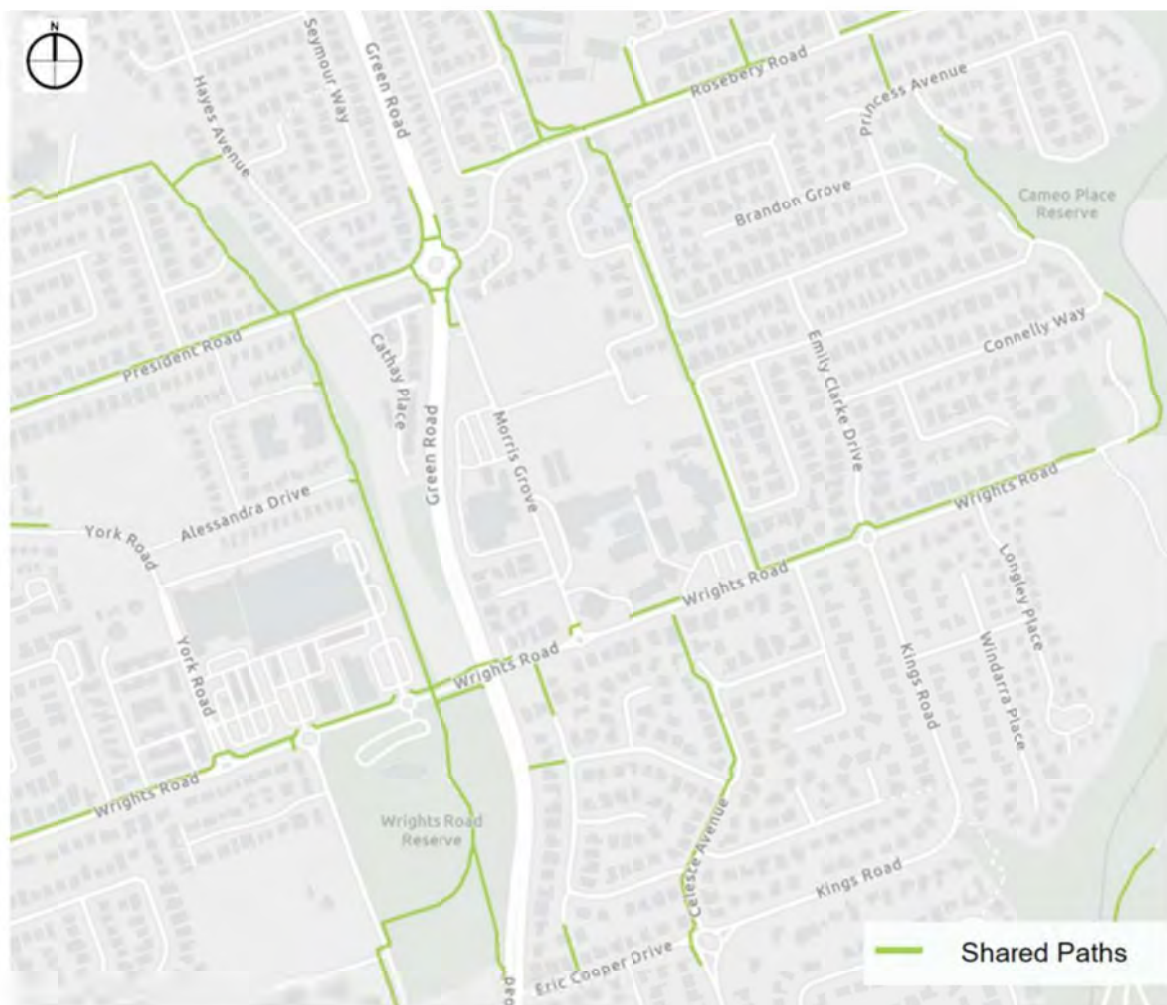 N
Seymour Way
Green Road
Hayes Avenue
Rosebery Road
Princess Avenue
Brandon Grove
Cameo Place
Reserve
President Road
Cathay Place
Connelly Way
Emily Clarke Drive
Green Road
Morris Grove
Alessandra Drive
York Road
Wrights Road
Wrights Road
Longley Place
York Road
Wrights Road
Kings Road
Windarra Place
Wrights Road
Wrights Road
Reserve
Celeste Avenue
Kings Road
Eric Cooper Drive
Shared Paths